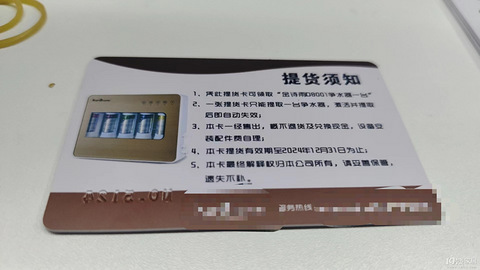 提货须知
1、凭此提货卡可领取“金诗雨D8001净水器一台”
2、一张提货卡只能提取一台净水器，激活并提取
后即自动失效；
3、本卡一经售出，概不退货及兑换现金，设备安
装配件费自理；
4、本卡提货有效期至2024年12月31日为止；
5、本卡最终解释权归本公司所有，请妥善保管，
遗失不补。
服务热线